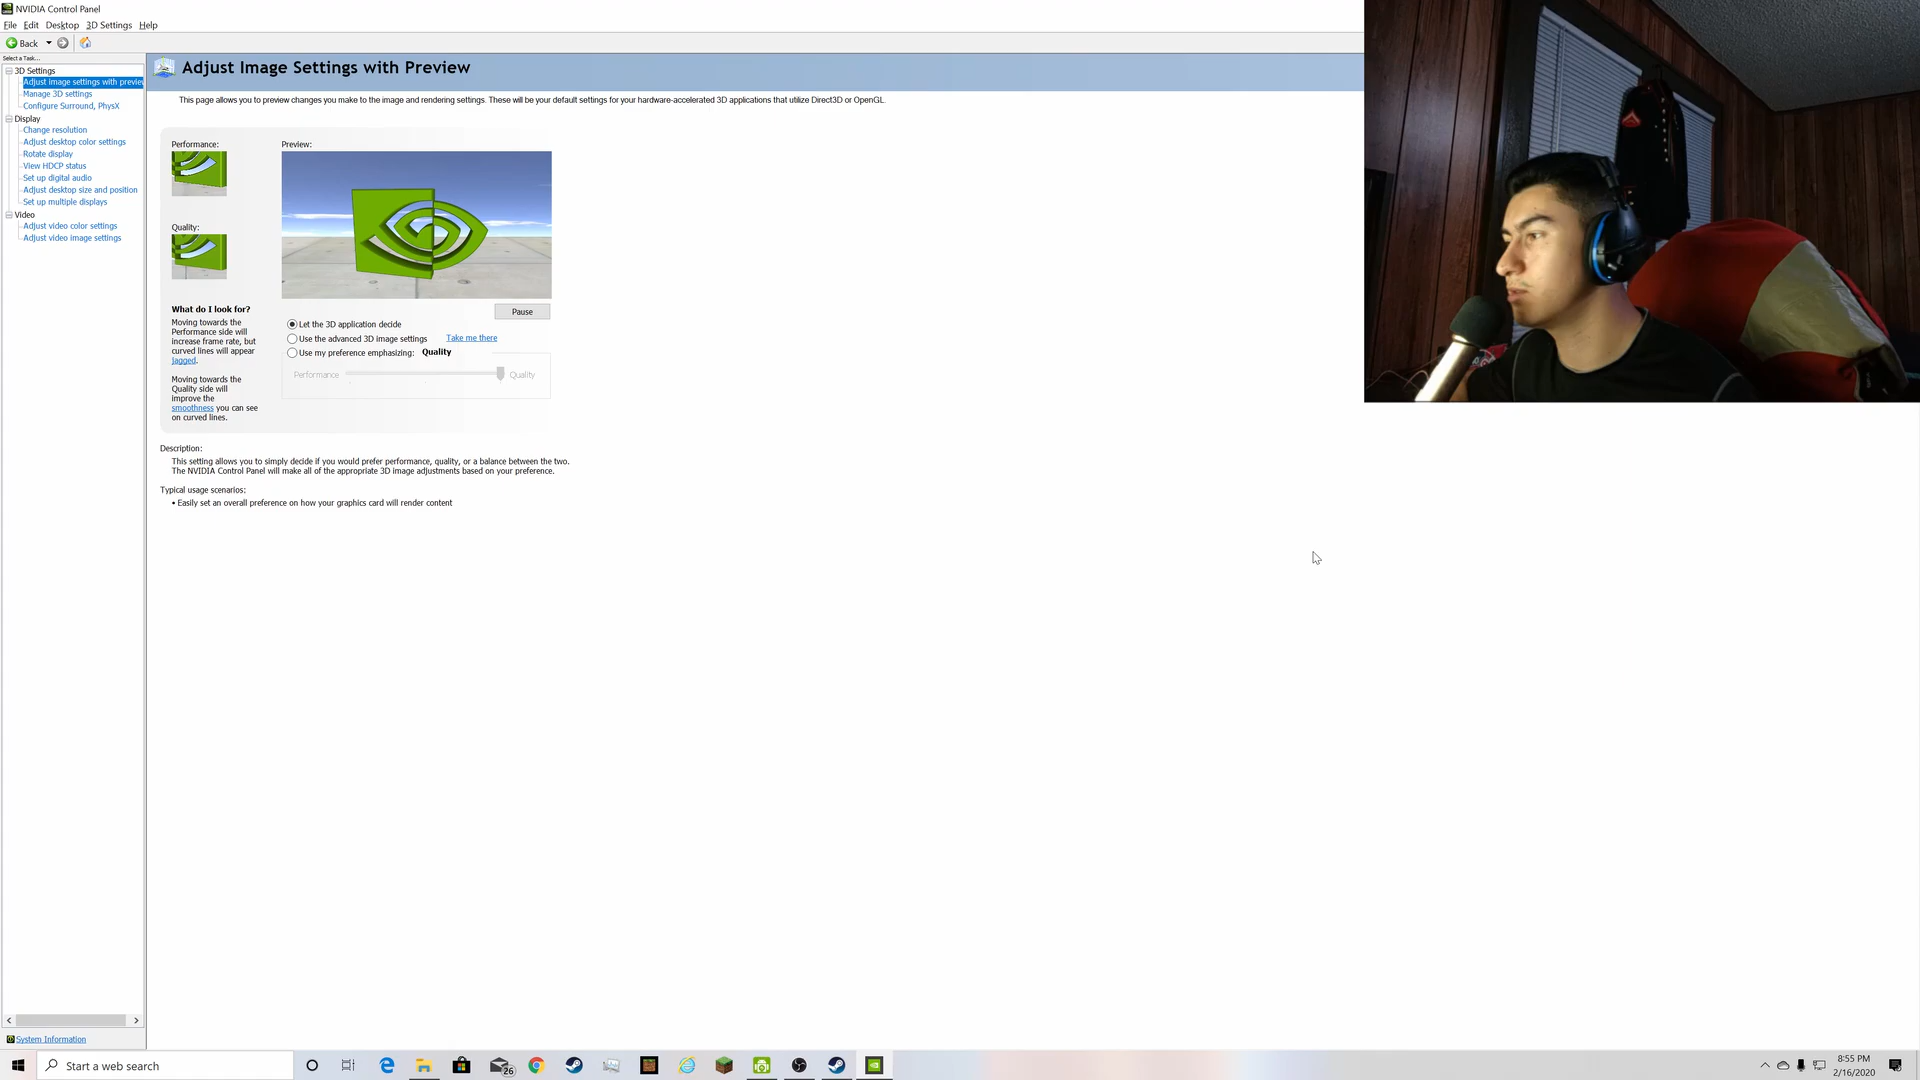 NVIDIA Control Panel
File Edit Desktop 3D Settings Help
Back
Select a Task...
3D Settings
Adjust image settings with preview
Manage 3D settings
Configure Surround, PhysX
Display
Change resolution
Adjust desktop color settings
Rotate display
View HDCP status
Set up digital audio
Adjust desktop size and position
Set up multiple displays
Video
Adjust video color settings
Adjust video image settings
System Information
Adjust Image Settings with Preview
This page allows you to preview changes you make to the image and rendering settings. These will be your default settings for your hardware-accelerated 3D applications that utilize Direct3D or OpenGL.
Performance:
Quality:
What do I look for?
Moving towards the
Performance side will
increase frame rate, but
curved lines will appear
jagged.
Moving towards the
Quality side will
improve the
smoothness you can see
on curved lines.
Preview:
Pause
Let the 3D application decide
Use the advanced 3D image settings Take me there
Use my preference emphasizing: Quality
Performance Quality
Description:
This setting allows you to simply decide if you would prefer performance, quality, or a balance between the two.
The NVIDIA Control Panel will make all of the appropriate 3D image adjustments based on your preference.
Typical usage scenarios:
• Easily set an overall preference on how your graphics card will render content
Start a web search
26
8:55 PM
2/16/2020